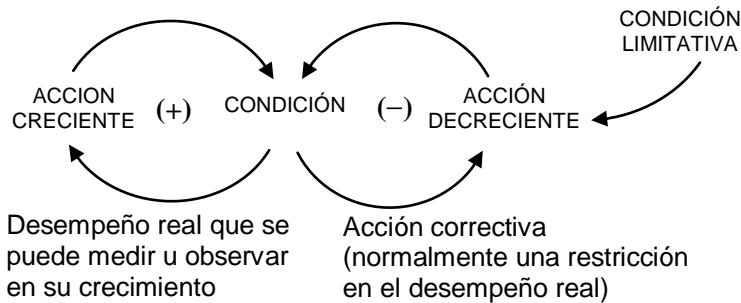 CONDICIÓN
LIMITATIVA
ACCION
CRECIENTE
(+)
CONDICIÓN
(−)
ACCIÓN
DECRECIENTE
Desempeño real que se
puede medir u observar
en su crecimiento
Acción correctiva
(normalmente una restricción
en el desempeño real)